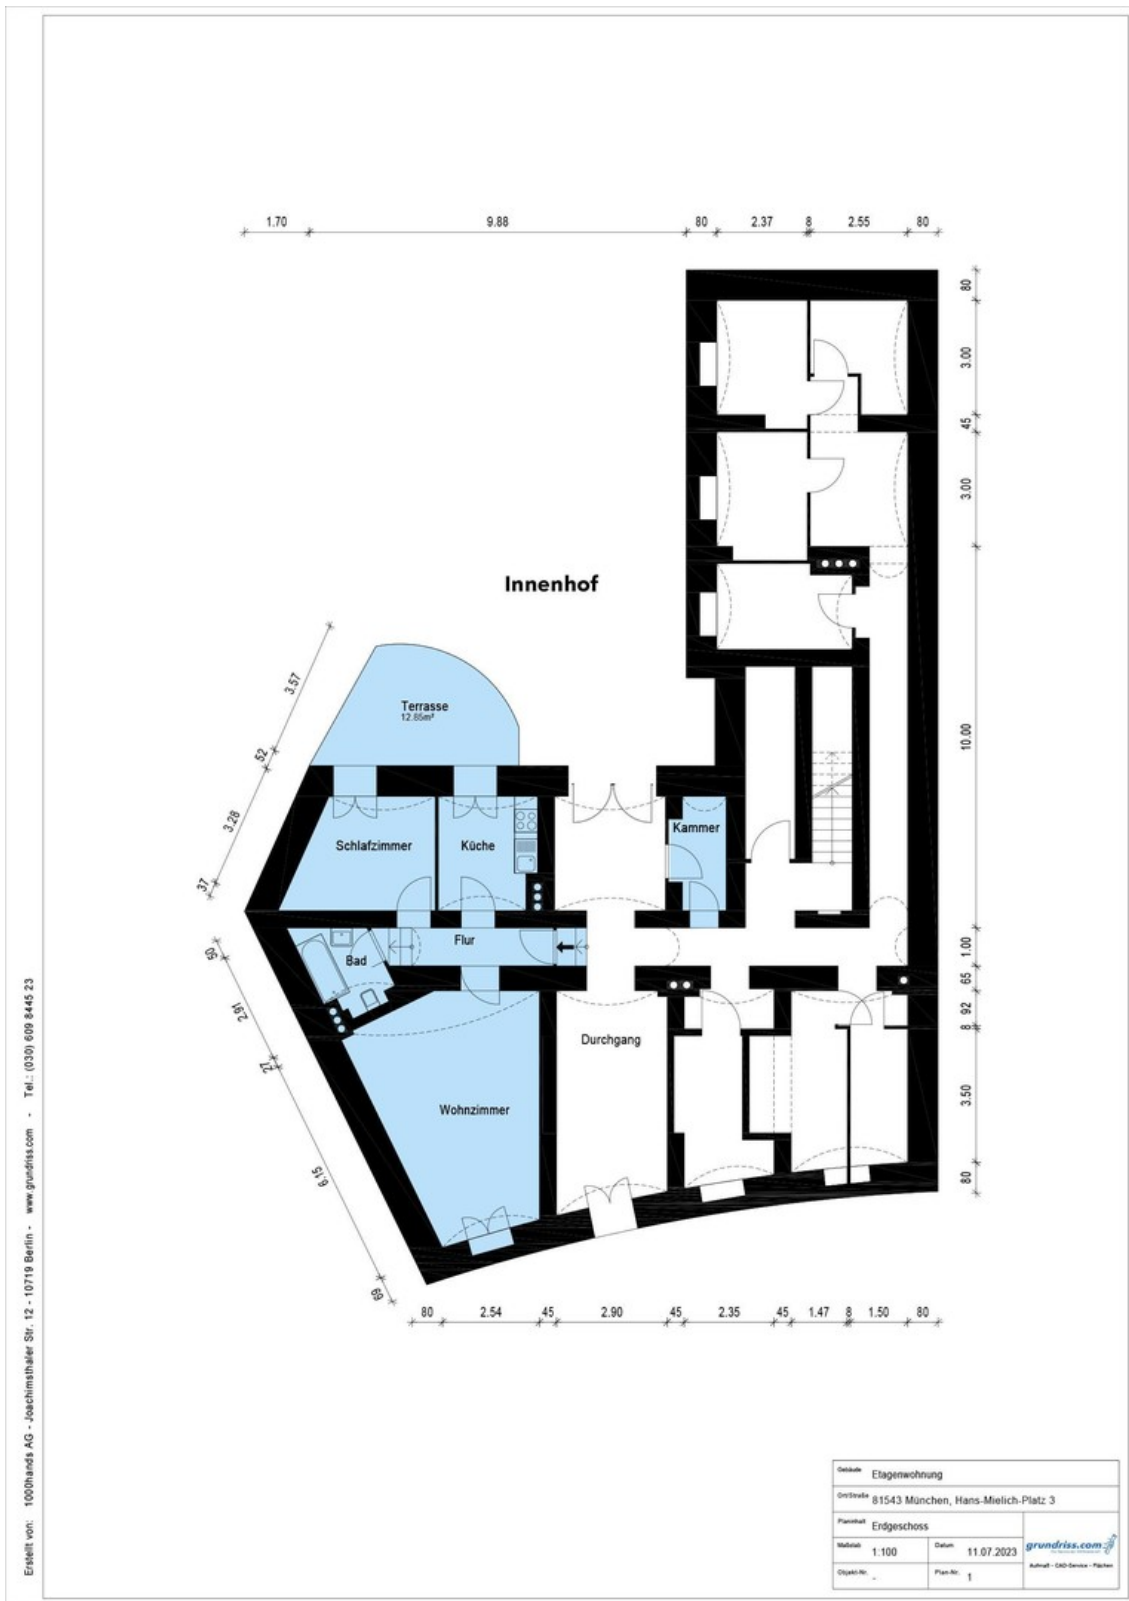 1.70
9.88
80
2.37
8
2.55
80
80
3.00
45
3.00
10.00
1.00
65
92
8
3.50
80
Innenhof
3.57
52
3.28
37
50
2.91
27
6.15
69
Terrasse
12.85m²
Schlafzimmer
Küche
Kammer
Flur
Bad
Durchgang
Wohnzimmer
80
2.54
45
2.90
45
2.35
45
1.47
8
1.50
80
Erstellt von: 1000hands AG - Joachimsthaler Str. 12 - 10719 Berlin - www.grundriss.com - Tel.: (030) 609 8445 23
Gebäude Etagenwohnung
Ort/Straße 81543 München, Hans-Mielich-Platz 3
Planinhalt Erdgeschoss
Maßstab 1:100 Datum 11.07.2023
Objekt-Nr. - Plan-Nr. 1
grundriss.com
Aufmaß - CAD-Service - Flächen